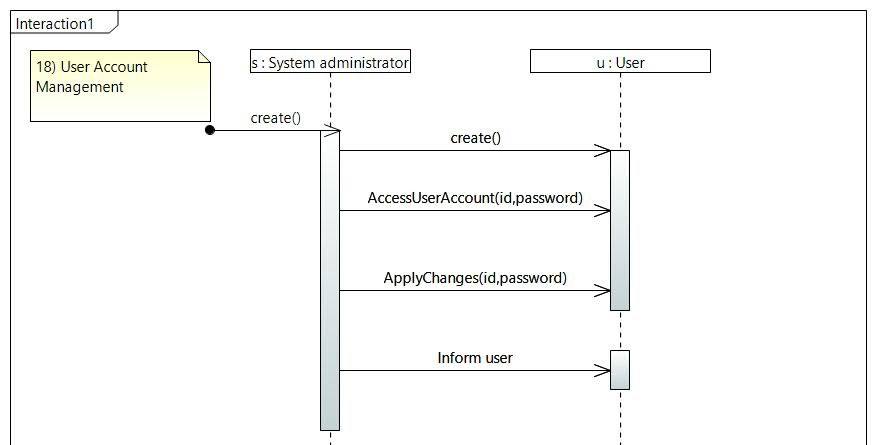 Interaction1
18) User Account
Management
s : System administrator
u : User
create()
create()
AccessUserAccount(id,password)
ApplyChanges(id,password)
Inform user